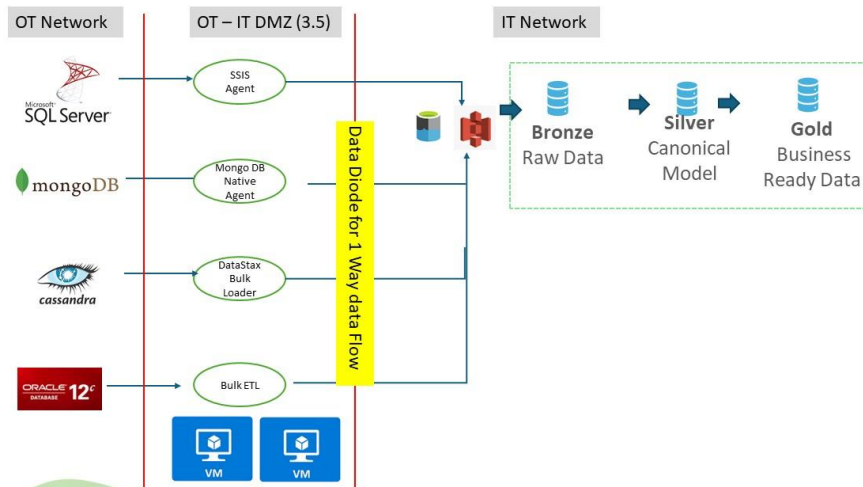 OT Network
OT – IT DMZ (3.5)
IT Network
Microsoft®
SQL Server®
SSIS
Agent
mongoDB
Mongo DB
Native
Agent
cassandra
DataStax
Bulk
Loader
ORACLE®
DATABASE
12c
Bulk ETL
VM
VM
Data Diode for 1 Way data Flow
Bronze
Raw Data
Silver
Canonical
Model
Gold
Business
Ready Data